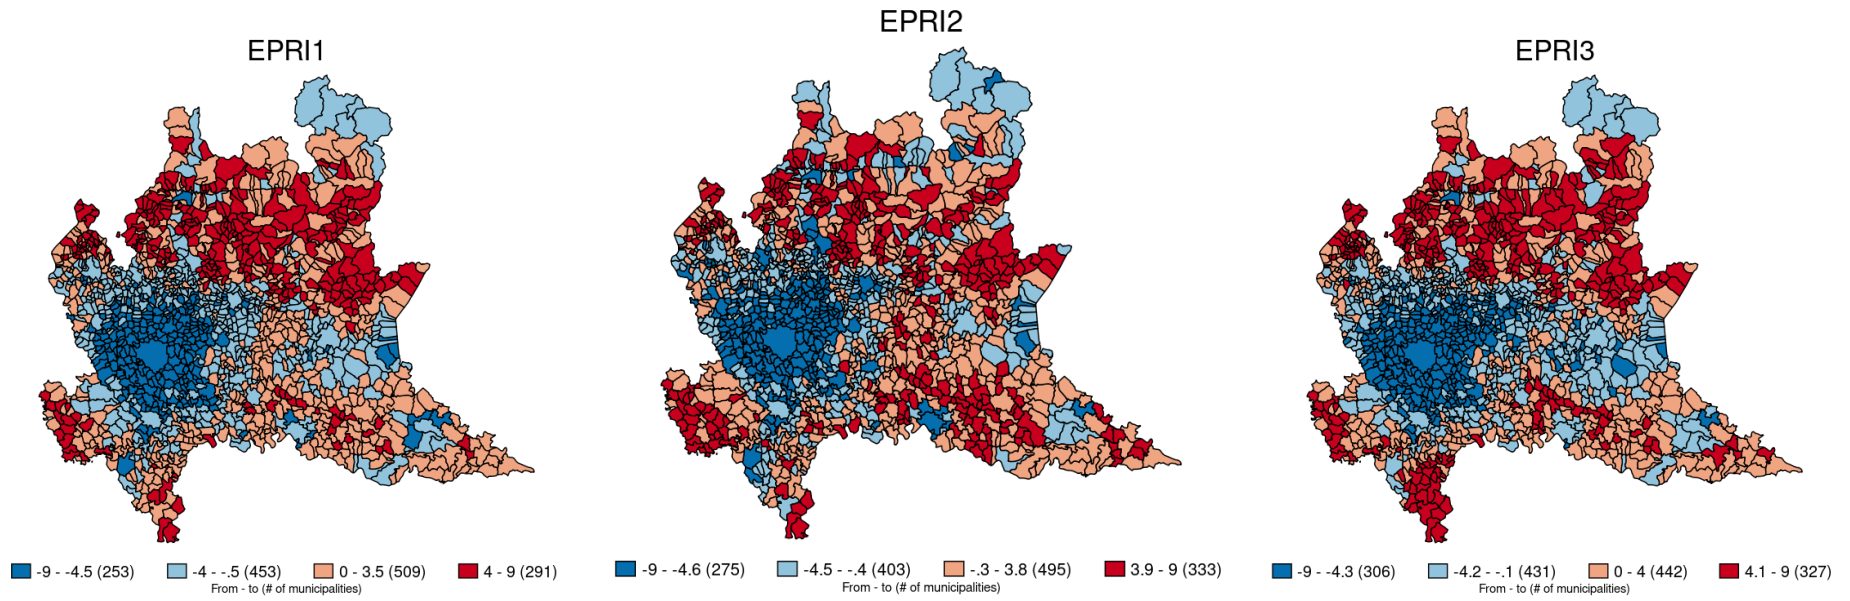 EPRI1
-9 - -4.5 (253) -4 - -.5 (453) 0 - 3.5 (509) 4 - 9 (291)
From - to (# of municipalities)
EPRI2
-9 - -4.6 (275) -4.5 - -.4 (403) -.3 - 3.8 (495) 3.9 - 9 (333)
From - to (# of municipalities)
EPRI3
-9 - -4.3 (306) -4.2 - -.1 (431) 0 - 4 (442) 4.1 - 9 (327)
From - to (# of municipalities)